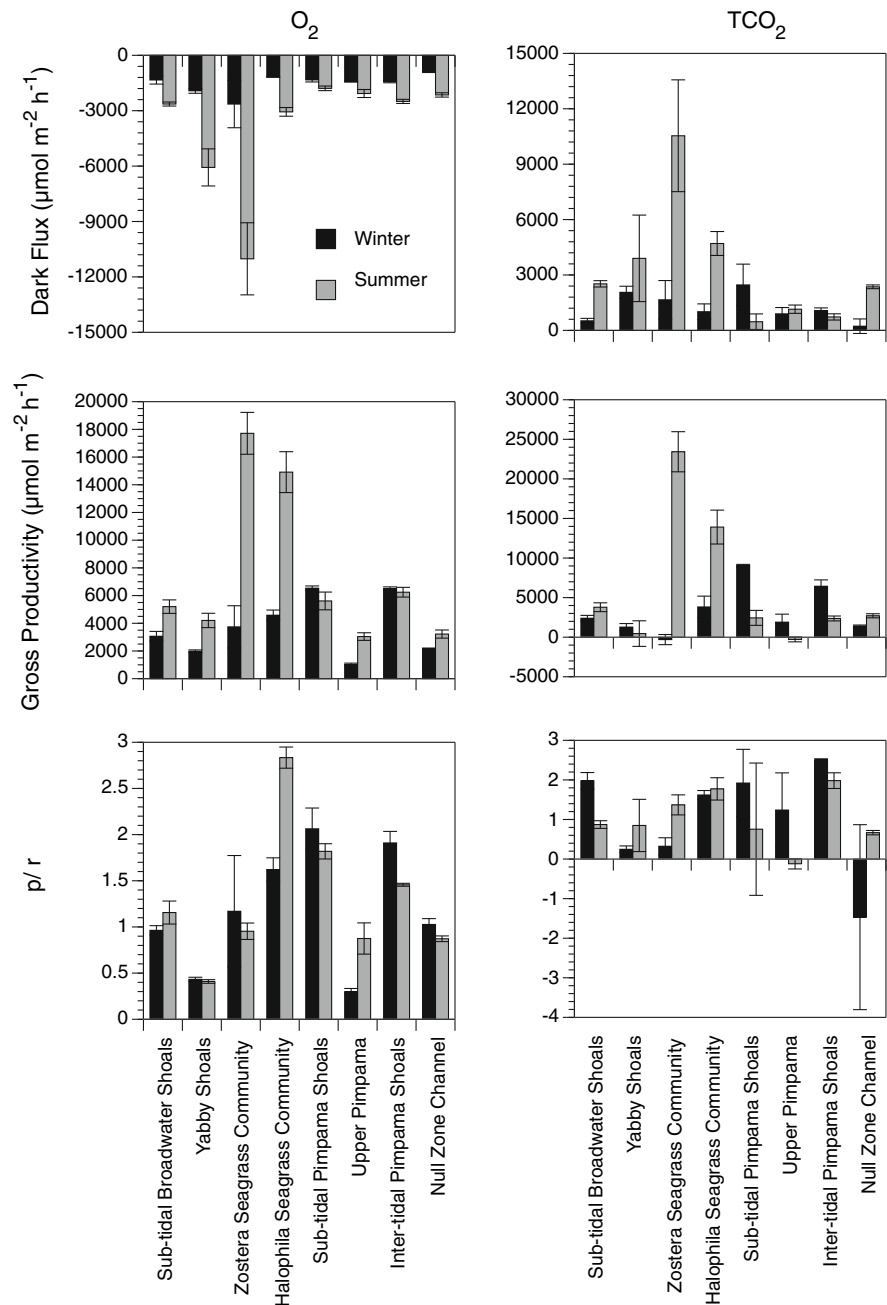 O2
TCO2
Dark Flux (µmol m-2 h-1)
0
-3000
-6000
-9000
-12000
-15000
Winter
Summer
15000
12000
9000
6000
3000
0
Gross Productivity (µmol m-2 h-1)
20000
18000
16000
14000
12000
10000
8000
6000
4000
2000
0
30000
25000
20000
15000
10000
5000
0
-5000
p/ r
3
2.5
2
1.5
1
0.5
0
3
2
1
0
-1
-2
-3
-4
Sub-tidal Broadwater Shoals
Yabby Shoals
Zostera Seagrass Community
Halophila Seagrass Community
Sub-tidal Pimpama Shoals
Upper Pimpama
Inter-tidal Pimpama Shoals
Null Zone Channel
Sub-tidal Broadwater Shoals
Yabby Shoals
Zostera Seagrass Community
Halophila Seagrass Community
Sub-tidal Pimpama Shoals
Upper Pimpama
Inter-tidal Pimpama Shoals
Null Zone Channel